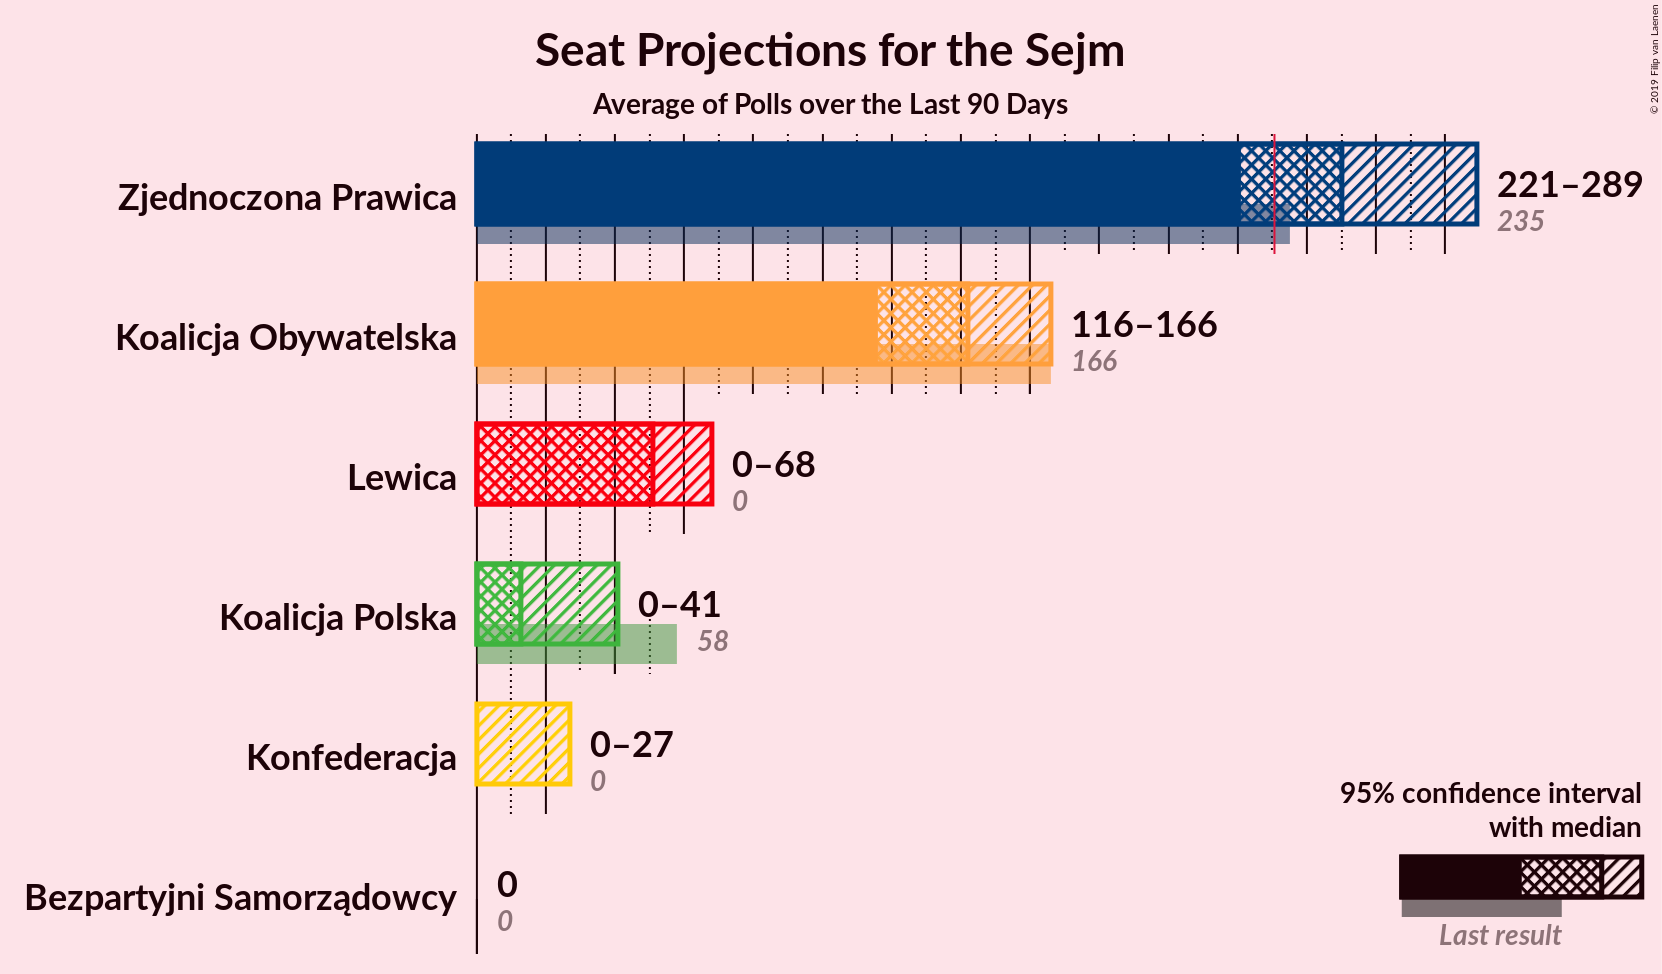 Seat Projections for the Sejm
Average of Polls over the Last 90 Days
© 2019 Filip van Laenen
Zjednoczona Prawica
221–289
235
Koalicja Obywatelska
116–166
166
Lewica
0–68
0
Koalicja Polska
0–41
58
Konfederacja
0–27
0
Bezpartyjni Samorządowcy
0
0
95% confidence interval
with median
Last result